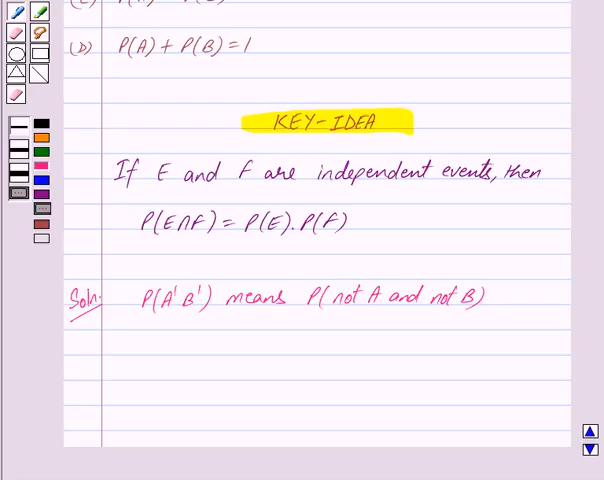 (D) P(A) + P(B) = 1
KEY-IDEA
If E and F are independent events, then
P(E∩F) = P(E). P(F)
Soln. P(A' B') means P(not A and not B)